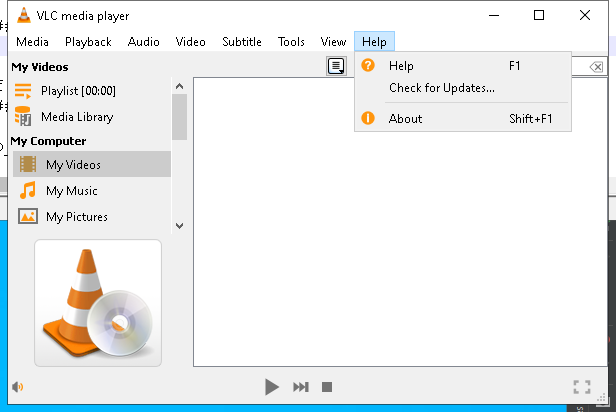 VLC media player
Media Playback Audio Video Subtitle Tools View Help
My Videos
Playlist [00:00]
Media Library
My Computer
My Videos
My Music
My Pictures
Help F1
Check for Updates...
About Shift+F1